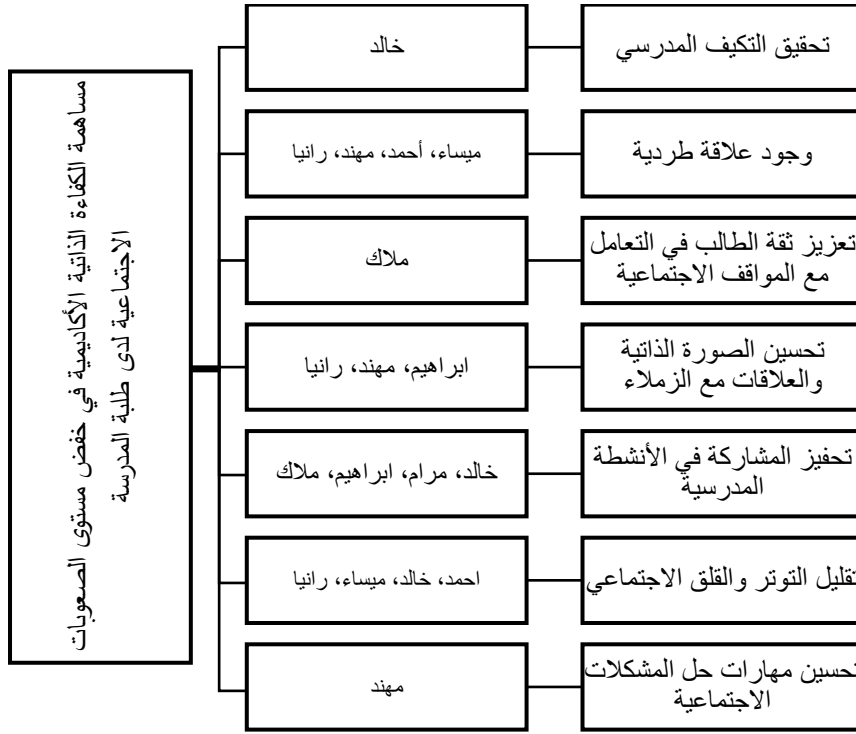 مساهمة الكفاءة الذاتية الأكاديمية في خفض مستوى الصعوبات
الاجتماعية لدى طلبة المدرسة
خالد
تحقيق التكيف المدرسي
ميساء، أحمد، مهند، رانيا
وجود علاقة طردية
ملاك
تعزيز ثقة الطالب في التعامل
مع المواقف الاجتماعية
ابراهيم، مهند، رانيا
تحسين الصورة الذاتية
والعلاقات مع الزملاء
خالد، مرام، ابراهيم، ملاك
تحفيز المشاركة في الأنشطة
المدرسية
احمد، خالد، ميساء، رانيا
تقليل التوتر والقلق الاجتماعي
مهند
تحسين مهارات حل المشكلات
الاجتماعية